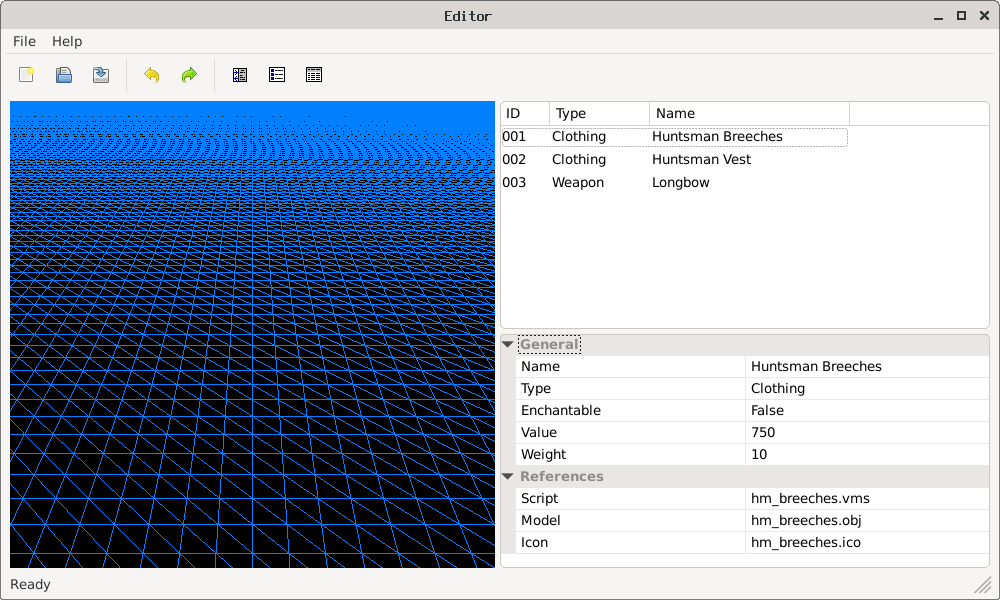 Editor
File Help
ID Type Name
001 Clothing Huntsman Breeches
002 Clothing Huntsman Vest
003 Weapon Longbow
General
Name Huntsman Breeches
Type Clothing
Enchantable False
Value 750
Weight 10
References
Script hm_breeches.vms
Model hm_breeches.obj
Icon hm_breeches.ico
Ready